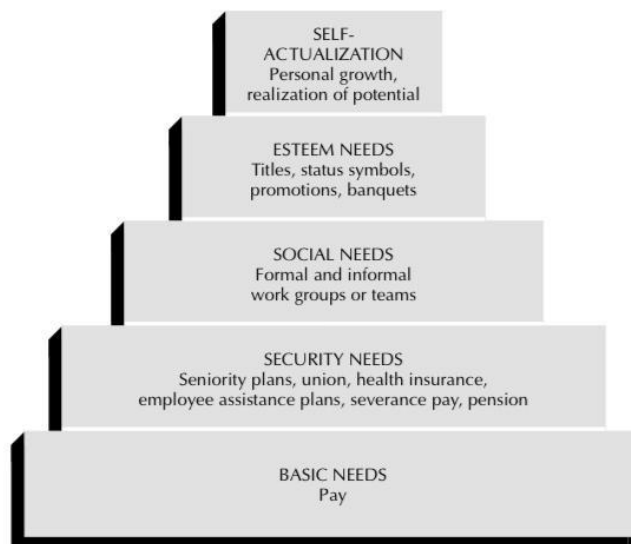 SELF-
ACTUALIZATION
Personal growth,
realization of potential
ESTEEM NEEDS
Titles, status symbols,
promotions, banquets
SOCIAL NEEDS
Formal and informal
work groups or teams
SECURITY NEEDS
Seniority plans, union, health insurance,
employee assistance plans, severance pay, pension
BASIC NEEDS
Pay